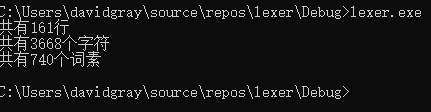 C:\Users\davidgray\source\repos\lexer\Debug>lexer.exe
共有161行
共有3668个字符
共有740个词素
C:\Users\davidgray\source\repos\lexer\Debug>